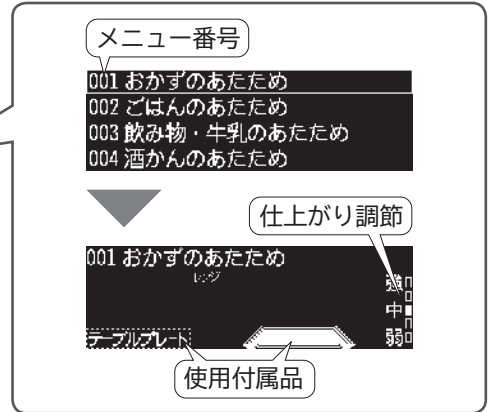 メニュー番号
001 おかずのあたため
002 ごはんのあたため
003 飲み物・牛乳のあたため
004 酒かんのあたため
仕上がり調節
001 おかずのあたため
レンジ
強
中
弱
テーブルプレート
使用付属品